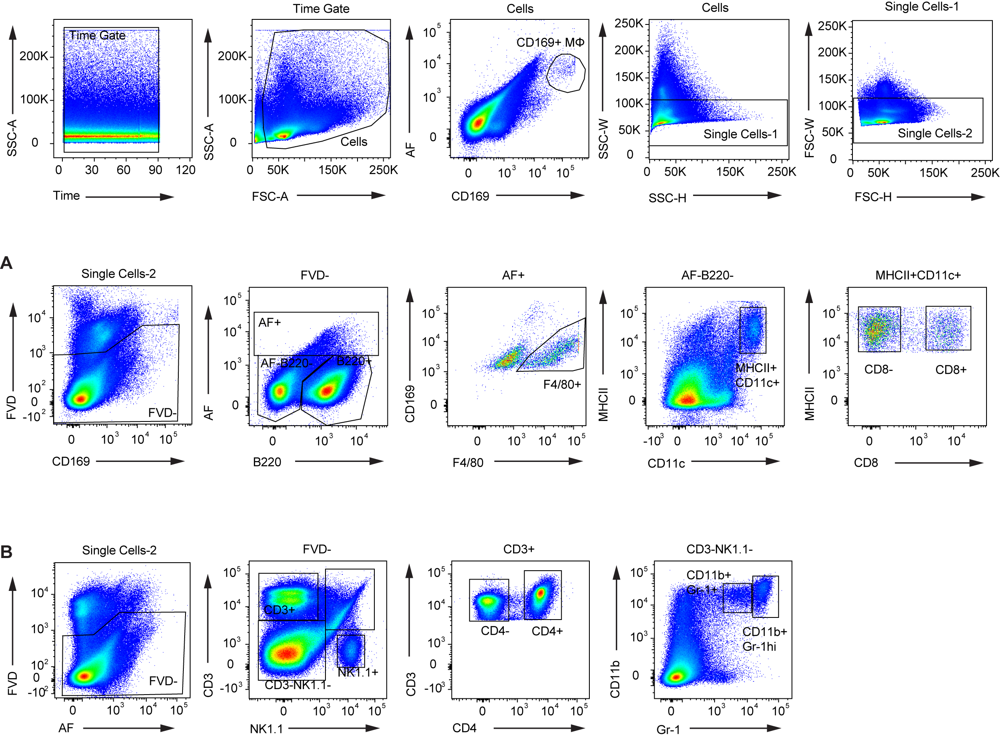 Time Gate
Cells
Cells
Single Cells-1
SSC-A
200K
100K
0
Time Gate
0 30 60 90 120
Time
SSC-A
200K
100K
0
Cells
0 50K 150K 250K
FSC-A
AF
10^5
10^4
10^3
0
CD169+ MΦ
0 10^3 10^4 10^5
CD169
SSC-W
250K
200K
150K
100K
50K
0
Single Cells-1
0 50K 150K 250K
SSC-H
FSC-W
250K
200K
150K
100K
50K
0
Single Cells-2
0 50K 150K 250K
FSC-H
A
Single Cells-2
FVD-
AF+
AF-B220-
MHCII+CD11c+
FVD
10^4
10^3
10^2
0
-10^2
FVD-
0 10^3 10^4 10^5
CD169
AF
10^5
10^4
10^3
0
AF+
AF-B220-
B220+
0 10^3 10^4
B220
CD169
10^5
10^4
10^3
0
F4/80+
0 10^3 10^4 10^5
F4/80
MHCII
10^5
10^4
10^3
0
MHCII+
CD11c+
-10^3 0 10^3 10^4 10^5
CD11c
MHCII
10^5
10^4
10^3
0
CD8-
CD8+
0 10^3 10^4
CD8
B
Single Cells-2
FVD-
CD3+
CD3-NK1.1-
FVD
10^4
10^3
10^2
0
-10^2
FVD-
0 10^3 10^4 10^5
AF
CD3
10^5
10^4
10^3
0
-10^3
CD3+
NK1.1+
CD3-NK1.1-
0 10^3 10^4 10^5
NK1.1
CD3
10^5
10^4
10^3
0
-10^3
CD4-
CD4+
0 10^3 10^4 10^5
CD4
CD11b
10^5
10^4
10^3
0
CD11b+
Gr-1+
CD11b+
Gr-1hi
0 10^3 10^4 10^5
Gr-1